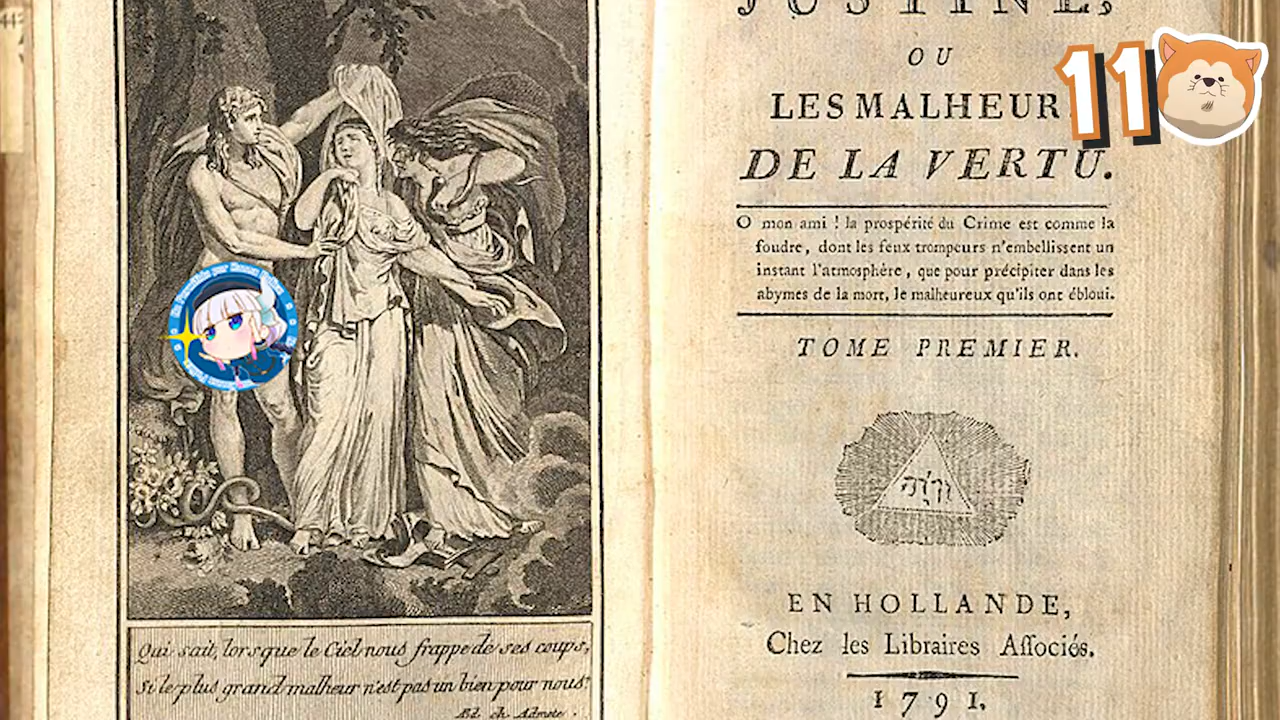 Qui sait, lorsque le Ciel nous frappe de ses coups,
Si le plus grand malheur n'est pas un bien pour nous?
JUSTINE,
OU
LES MALHEUR
DE LA VERTU.
O mon ami ! la prospérité du Crime est comme la
foudre, dont les feux trompeurs n'embellissent un
instant l'atmosphère, que pour précipiter dans les
abymes de la mort, le malheureux qu'ils ont ébloui.
TOME PREMIER.
יהוה
EN HOLLANDE,
Chez les Libraires Aſſociés.
1791.
11